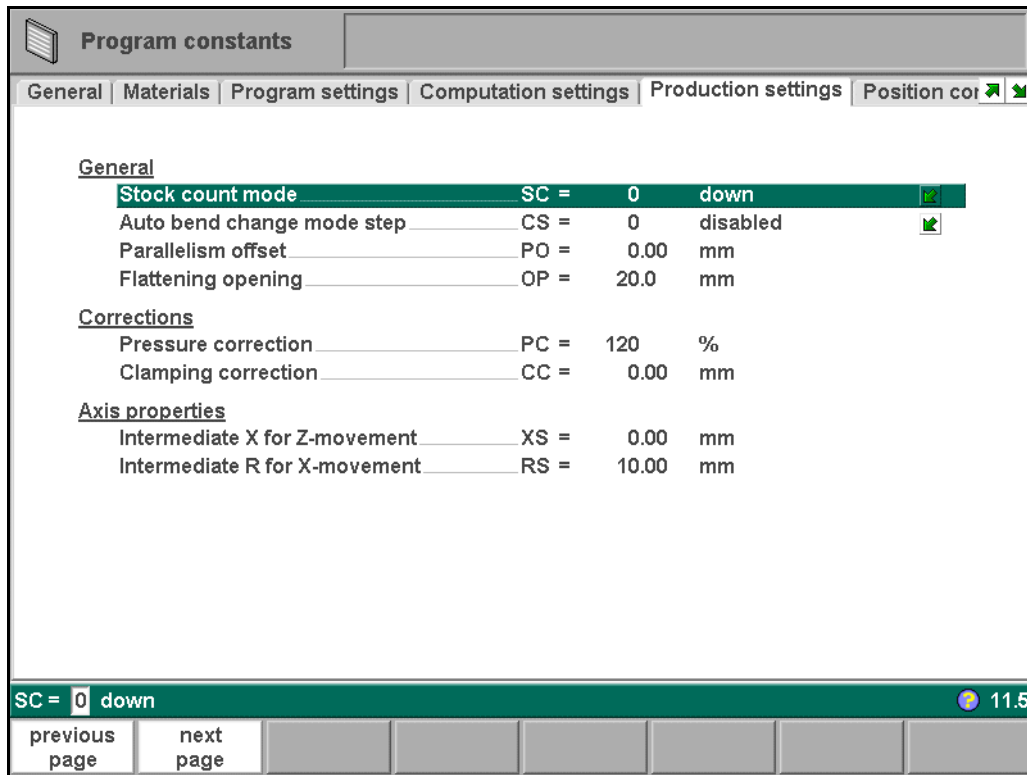 Program constants
General Materials Program settings Computation settings Production settings Position cor
General
Stock count mode SC = 0 down
Auto bend change mode step CS = 0 disabled
Parallelism offset PO = 0.00 mm
Flattening opening OP = 20.0 mm
Corrections
Pressure correction PC = 120 %
Clamping correction CC = 0.00 mm
Axis properties
Intermediate X for Z-movement XS = 0.00 mm
Intermediate R for X-movement RS = 10.00 mm
SC = 0 down ? 11.5
previous page next page